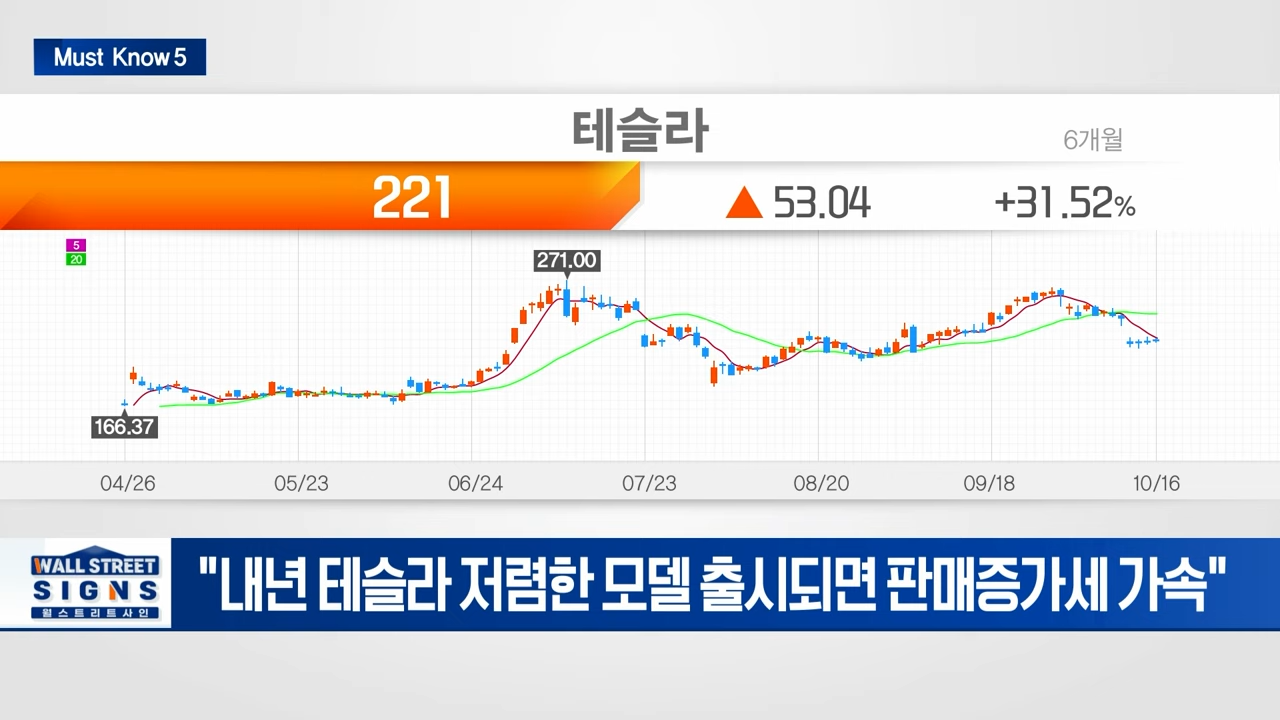 Must Know 5
테슬라
6개월
221
▲ 53.04
+31.52%
5
20
271.00
166.37
04/26 05/23 06/24 07/23 08/20 09/18 10/16
WALL STREET
SIGNS
월스트리트사인
"내년 테슬라 저렴한 모델 출시되면 판매증가세 가속"